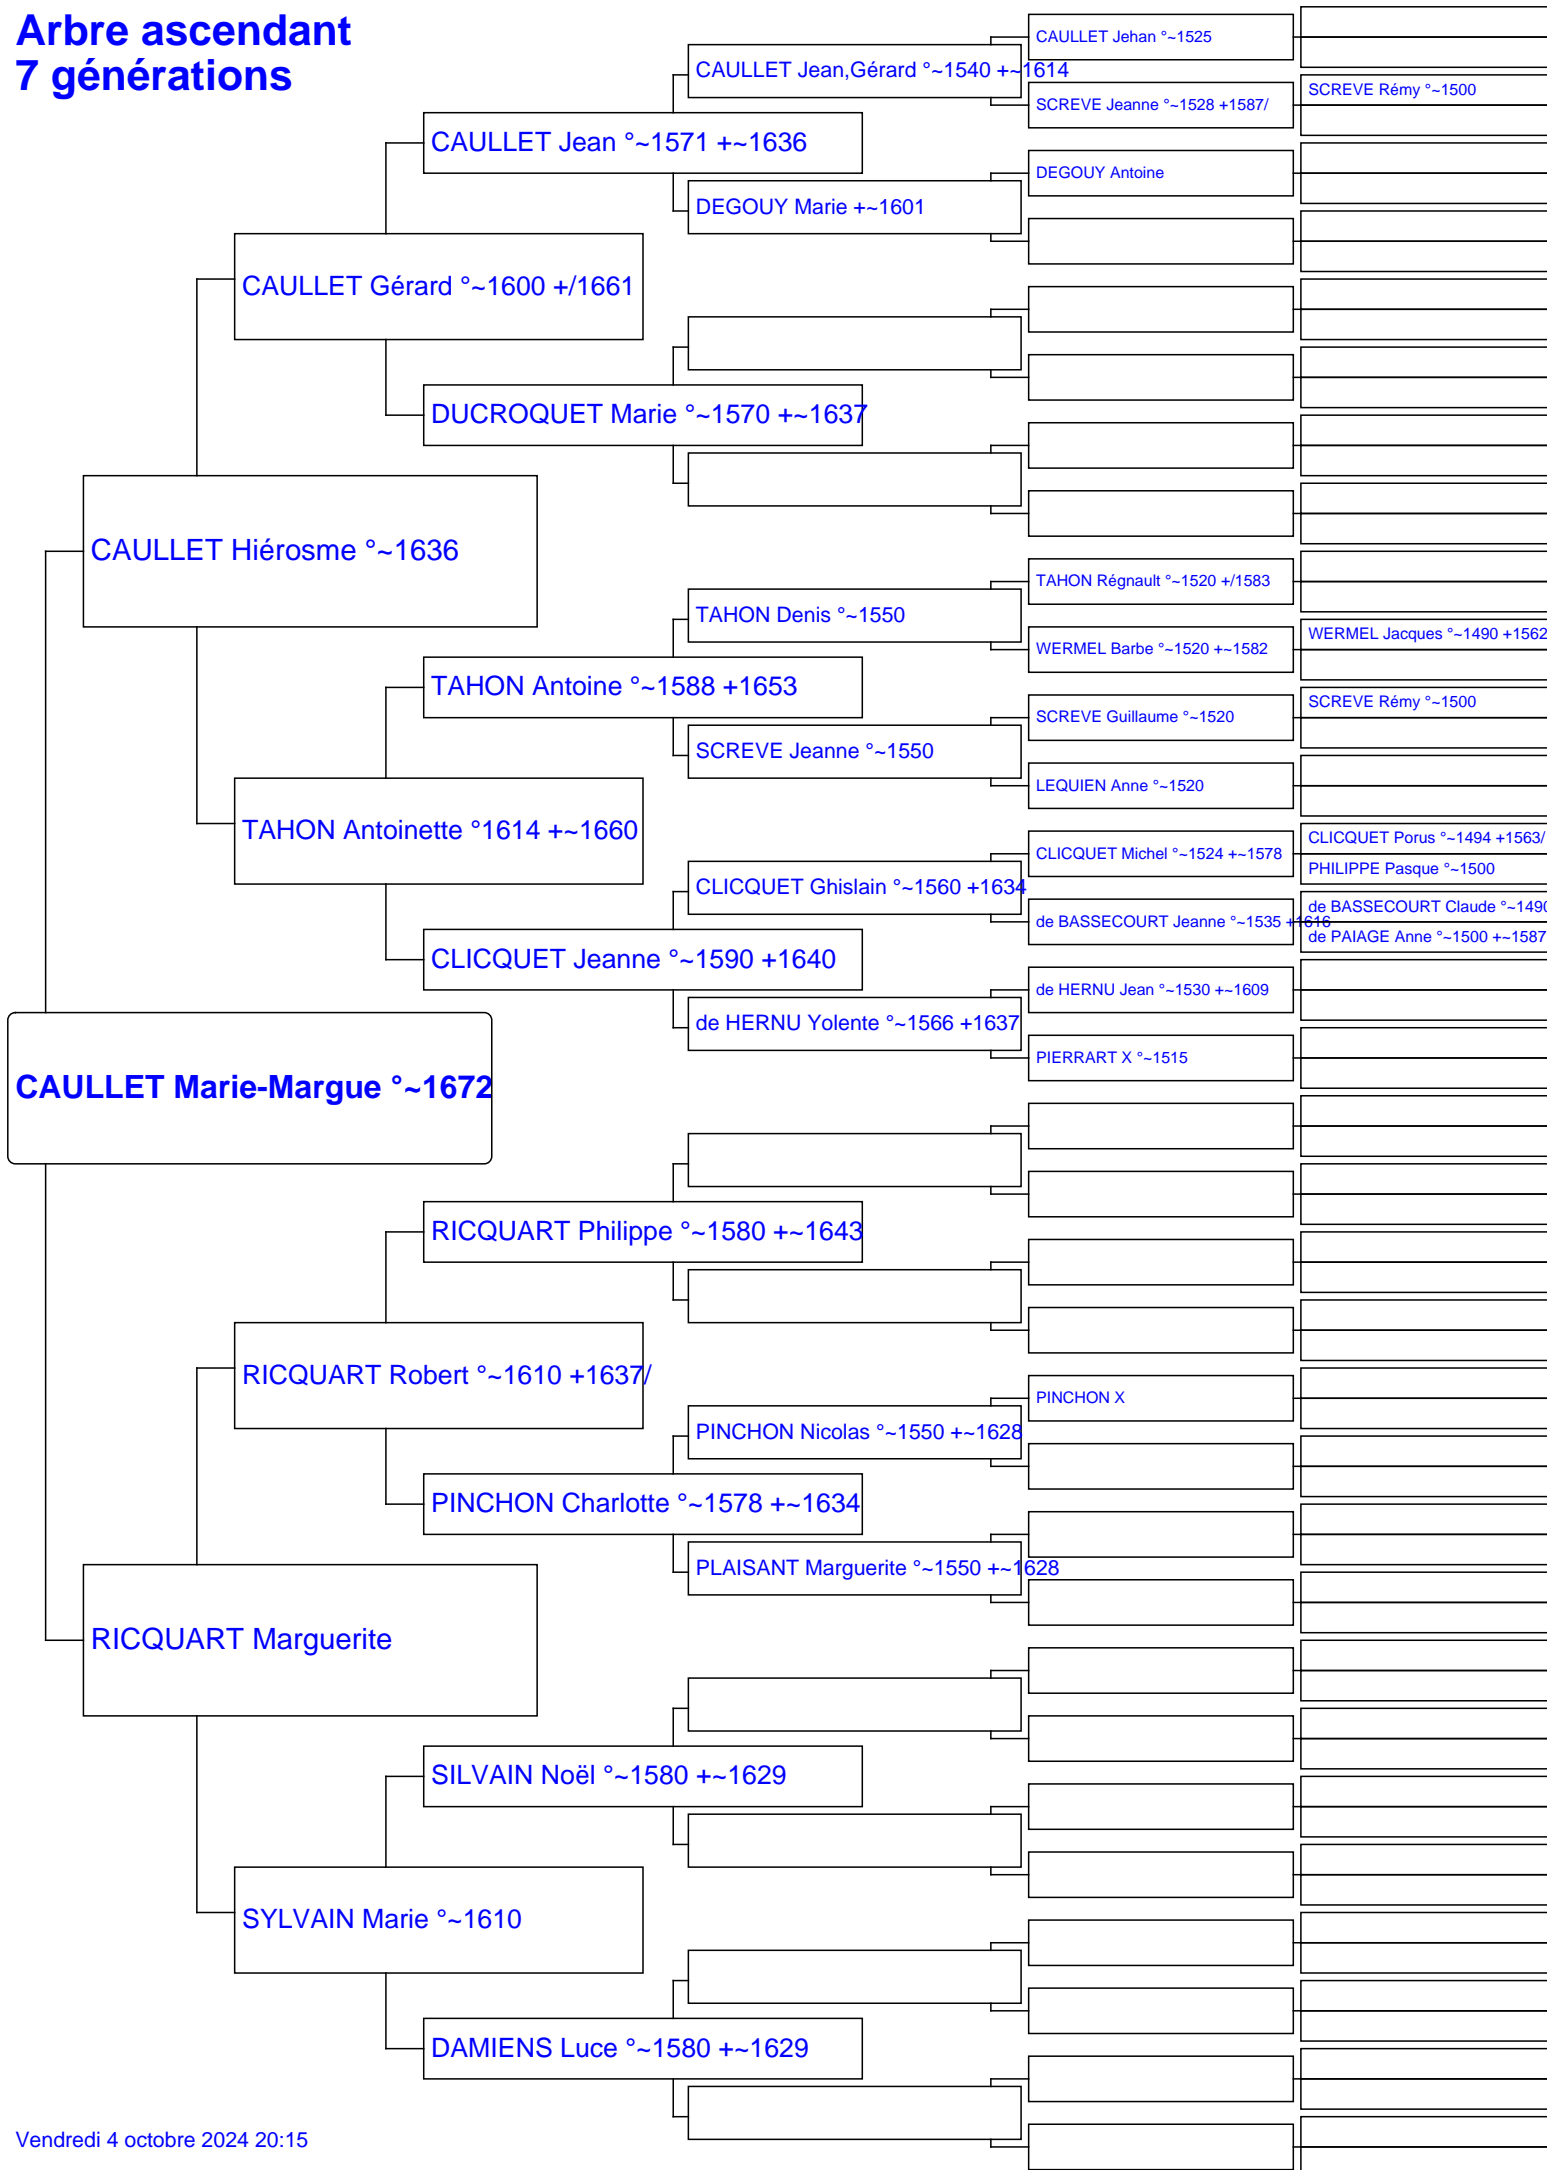 Arbre ascendant
7 générations
CAULLET Jehan °~1525
CAULLET Jean,Gérard °~1540 +~1614
SCREVE Rémy °~1500
SCREVE Jeanne °~1528 +1587/
CAULLET Jean °~1571 +~1636
DEGOUY Antoine
DEGOUY Marie +~1601
CAULLET Gérard °~1600 +/1661
DUCROQUET Marie °~1570 +~1637
CAULLET Hiérosme °~1636
TAHON Régnault °~1520 +/1583
TAHON Denis °~1550
WERMEL Jacques °~1490 +1562
WERMEL Barbe °~1520 +~1582
TAHON Antoine °~1588 +1653
SCREVE Rémy °~1500
SCREVE Guillaume °~1520
SCREVE Jeanne °~1550
LEQUIEN Anne °~1520
TAHON Antoinette °1614 +~1660
CLICQUET Porus °~1494 +1563/
CLICQUET Michel °~1524 +~1578
PHILIPPE Pasque °~1500
CLICQUET Ghislain °~1560 +1634
de BASSECOURT Claude °~1490
de BASSECOURT Jeanne °~1535 +1616
de PAIAGE Anne °~1500 +~1587
CLICQUET Jeanne °~1590 +1640
de HERNU Jean °~1530 +~1609
de HERNU Yolente °~1566 +1637
PIERRART X °~1515
CAULLET Marie-Margue °~1672
RICQUART Philippe °~1580 +~1643
RICQUART Robert °~1610 +1637/
PINCHON X
PINCHON Nicolas °~1550 +~1628
PINCHON Charlotte °~1578 +~1634
PLAISANT Marguerite °~1550 +~1628
RICQUART Marguerite
SILVAIN Noël °~1580 +~1629
SYLVAIN Marie °~1610
DAMIENS Luce °~1580 +~1629
Vendredi 4 octobre 2024 20:15